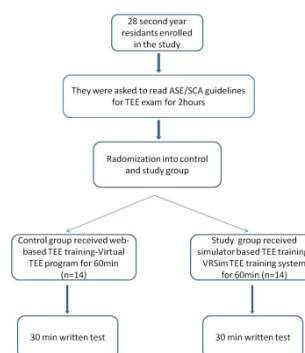 28 second year
residants enrolled
in the study
They were asked to read ASE/SCA guidelines
for TEE exam for 2hours
Radomization into control
and study group
Control group received web-
based TEE training-Virtual
TEE program for 60min
(n=14)
Study group received
simulator based TEE training
VRSim TEE training system
for 60min (n=14)
30 min written test
30 min written test